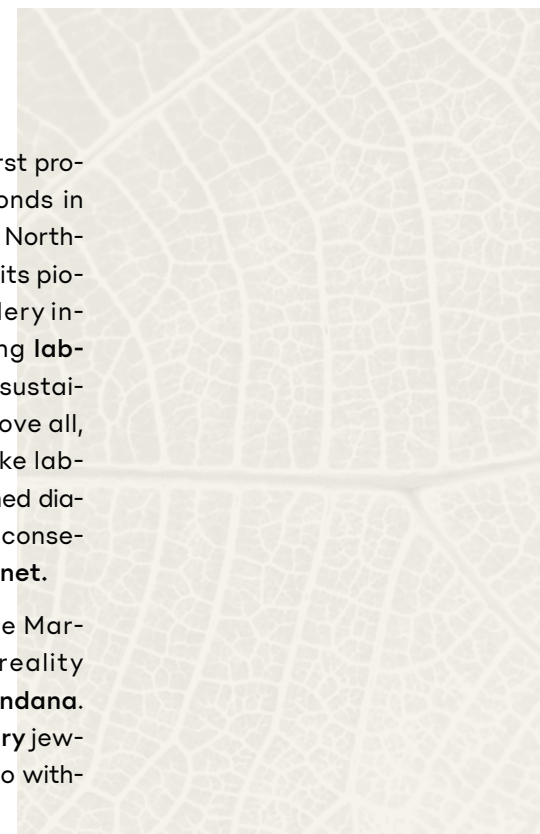 rst pro-
onds in
North-
its pio-
lery in-
ng lab-
sustai-
ove all,
ke lab-
ned dia-
conse-
net.
e Mar-
reality
ndana.
ry jew-
o with-